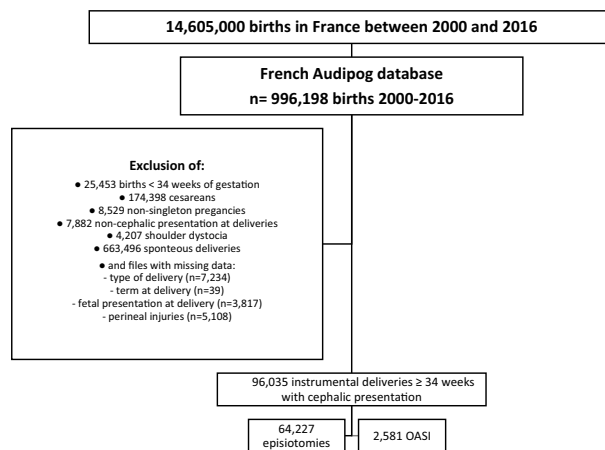 14,605,000 births in France between 2000 and 2016
French Audipog database
n= 996,198 births 2000-2016
Exclusion of:
● 25,453 births < 34 weeks of gestation
● 174,398 cesareans
● 8,529 non-singleton pregancies
● 7,882 non-cephalic presentation at deliveries
● 4,207 shoulder dystocia
● 663,496 sponteous deliveries
● and files with missing data:
- type of delivery (n=7,234)
- term at delivery (n=39)
- fetal presentation at delivery (n=3,817)
- perineal injuries (n=5,108)
96,035 instrumental deliveries ≥ 34 weeks
with cephalic presentation
64,227
episiotomies
2,581 OASI